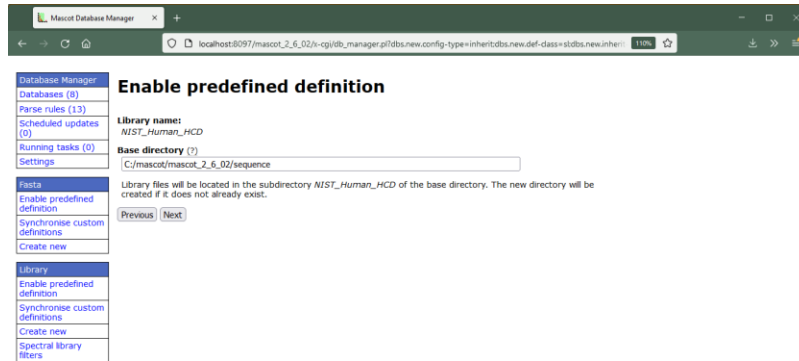 Mascot Database Manager
localhost:8097/mascot_2_6_02/x-cgi/db_manager.pl?dbs.new.config-type=inherit:dbs.new.def-class=sl:dbs.new.inherit
110%
Database Manager
Databases (8)
Parse rules (13)
Scheduled updates
(0)
Running tasks (0)
Settings
Fasta
Enable predefined
definition
Synchronise custom
definitions
Create new
Library
Enable predefined
definition
Synchronise custom
definitions
Create new
Spectral library
filters
Enable predefined definition
Library name:
NIST_Human_HCD
Base directory (?)
C:/mascot/mascot_2_6_02/sequence
Library files will be located in the subdirectory NIST_Human_HCD of the base directory. The new directory will be
created if it does not already exist.
Previous Next